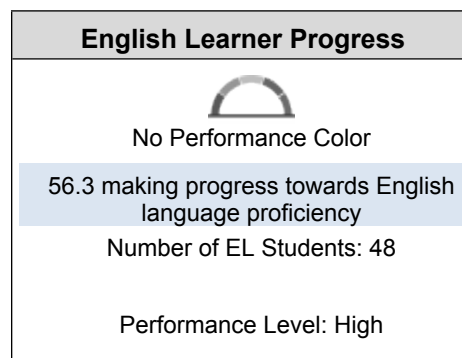 English Learner Progress
No Performance Color
56.3 making progress towards English
language proficiency
Number of EL Students: 48
Performance Level: High